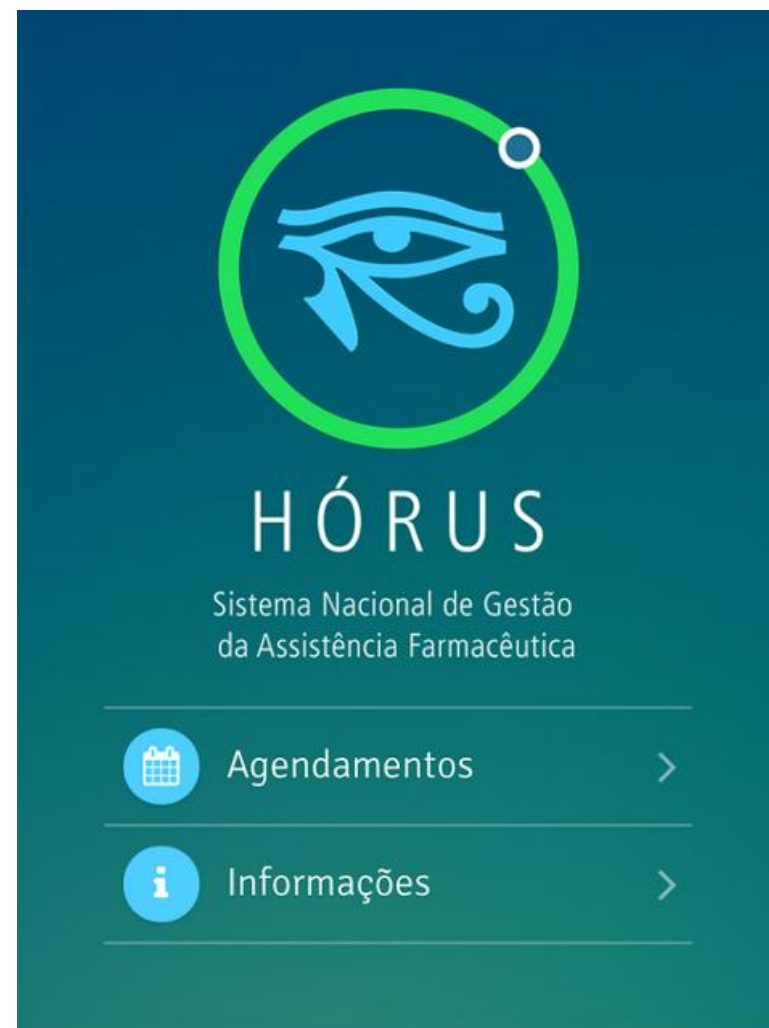 HÓRUS
Sistema Nacional de Gestão
da Assistência Farmacêutica
Agendamentos
Informações